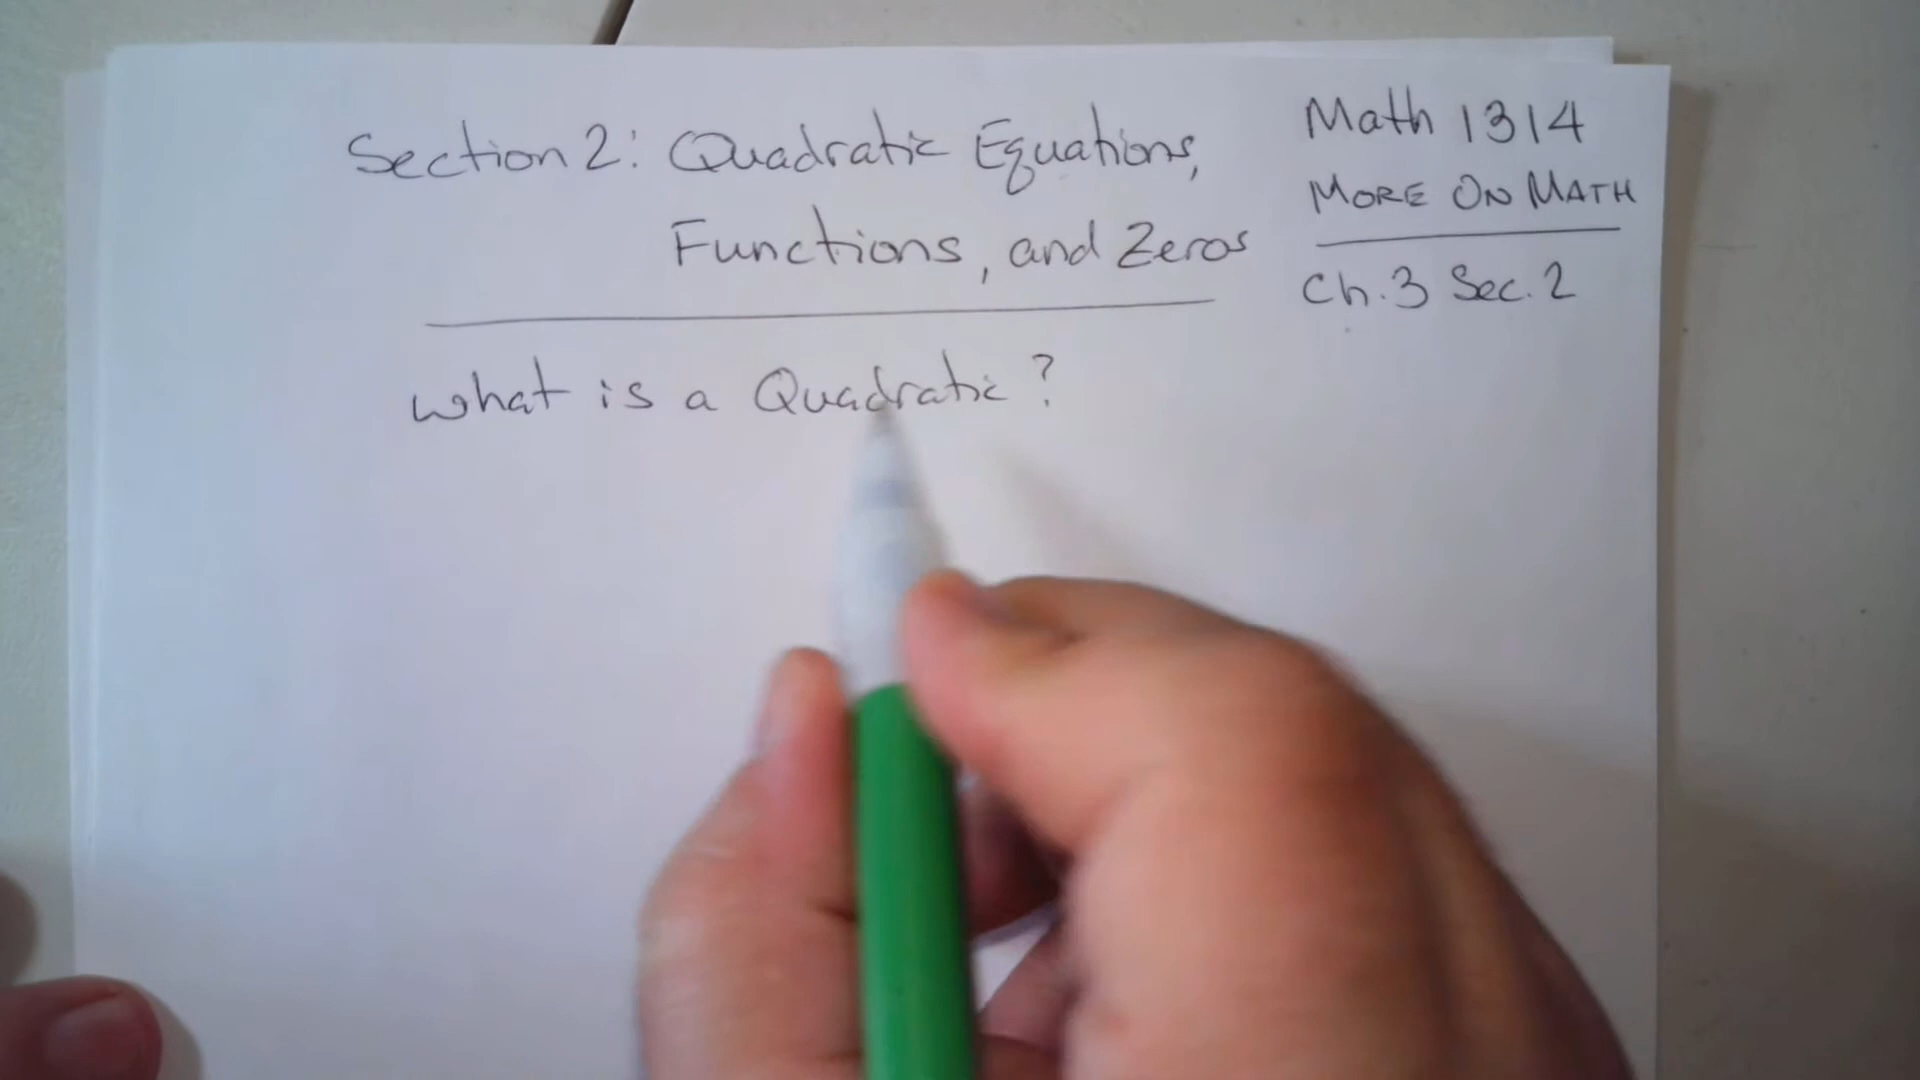 Section 2: Quadratic Equations,
Functions, and Zeros
Math 1314
MORE ON MATH
Ch. 3 Sec. 2
What is a Quadratic?